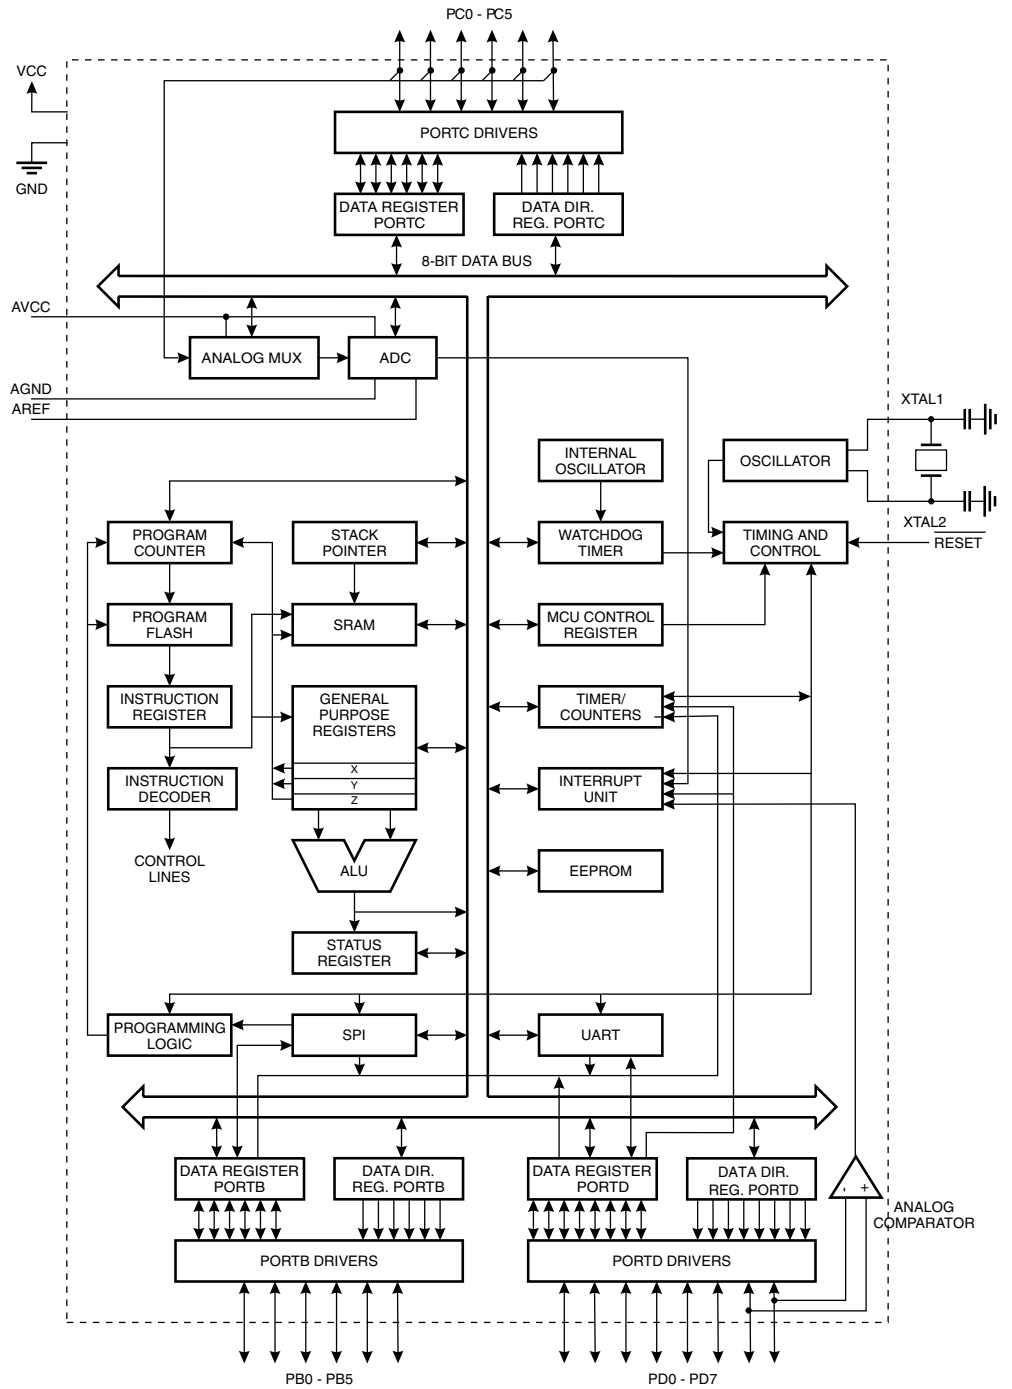 PC0 - PC5
VCC
PORTC DRIVERS
GND
DATA REGISTER
PORTC
DATA DIR.
REG. PORTC
8-BIT DATA BUS
AVCC
ANALOG MUX
ADC
AGND
AREF
XTAL1
INTERNAL
OSCILLATOR
OSCILLATOR
XTAL2
PROGRAM
COUNTER
STACK
POINTER
WATCHDOG
TIMER
TIMING AND
CONTROL
RESET
PROGRAM
FLASH
SRAM
MCU CONTROL
REGISTER
INSTRUCTION
REGISTER
GENERAL
PURPOSE
REGISTERS
X
Y
Z
TIMER/
COUNTERS
INSTRUCTION
DECODER
INTERRUPT
UNIT
CONTROL
LINES
ALU
EEPROM
STATUS
REGISTER
PROGRAMMING
LOGIC
SPI
UART
DATA REGISTER
PORTB
DATA DIR.
REG. PORTB
DATA REGISTER
PORTD
DATA DIR.
REG. PORTD
- +
ANALOG
COMPARATOR
PORTB DRIVERS
PORTD DRIVERS
PB0 - PB5
PD0 - PD7